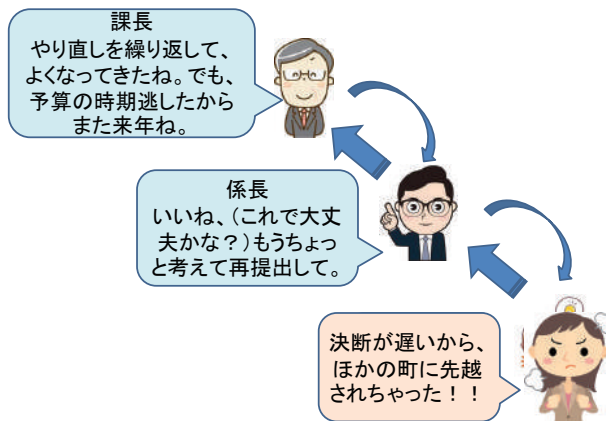 課長
やり直しを繰り返して、
よくなってきたね。でも、
予算の時期逃したから
また来年ね。
係長
いいね、(これで大丈
夫かな?)もうちょっ
と考えて再提出して。
決断が遅いから、
ほかの町に先越
されちゃった!!